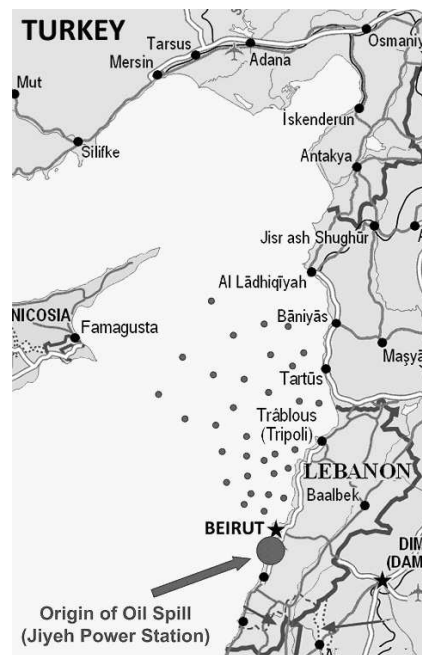 TURKEY
Tarsus
Adana
Osmaniy
Mersin
Mut
Silifke
İskenderun
Antakya
Jisr ash Shughūr
A
Al Lādhiqīyah
NICOSIA
Famagusta
Bāniyās
Maşyā
Tartūs
Trâblous
(Tripoli)
LEBANON
Baalbek
BEIRUT
DIM
(DAM
Origin of Oil Spill
(Jiyeh Power Station)